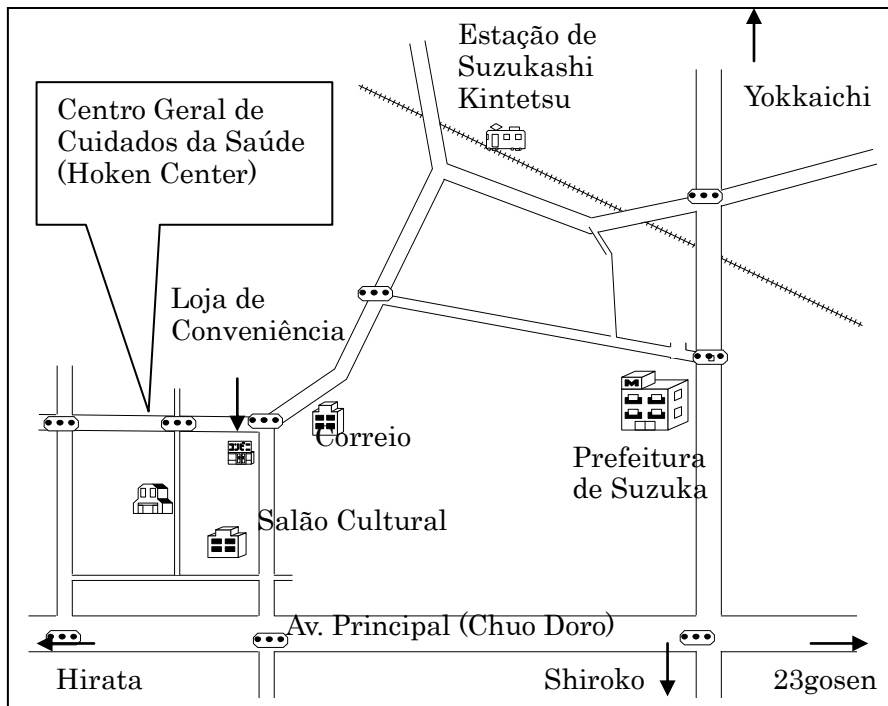 Estação de
Suzukashi
Kintetsu
Yokkaichi
Centro Geral de
Cuidados da Saúde
(Hoken Center)
Loja de
Conveniência
Correio
Prefeitura
de Suzuka
Salão Cultural
Av. Principal (Chuo Doro)
Hirata
Shiroko
23gosen